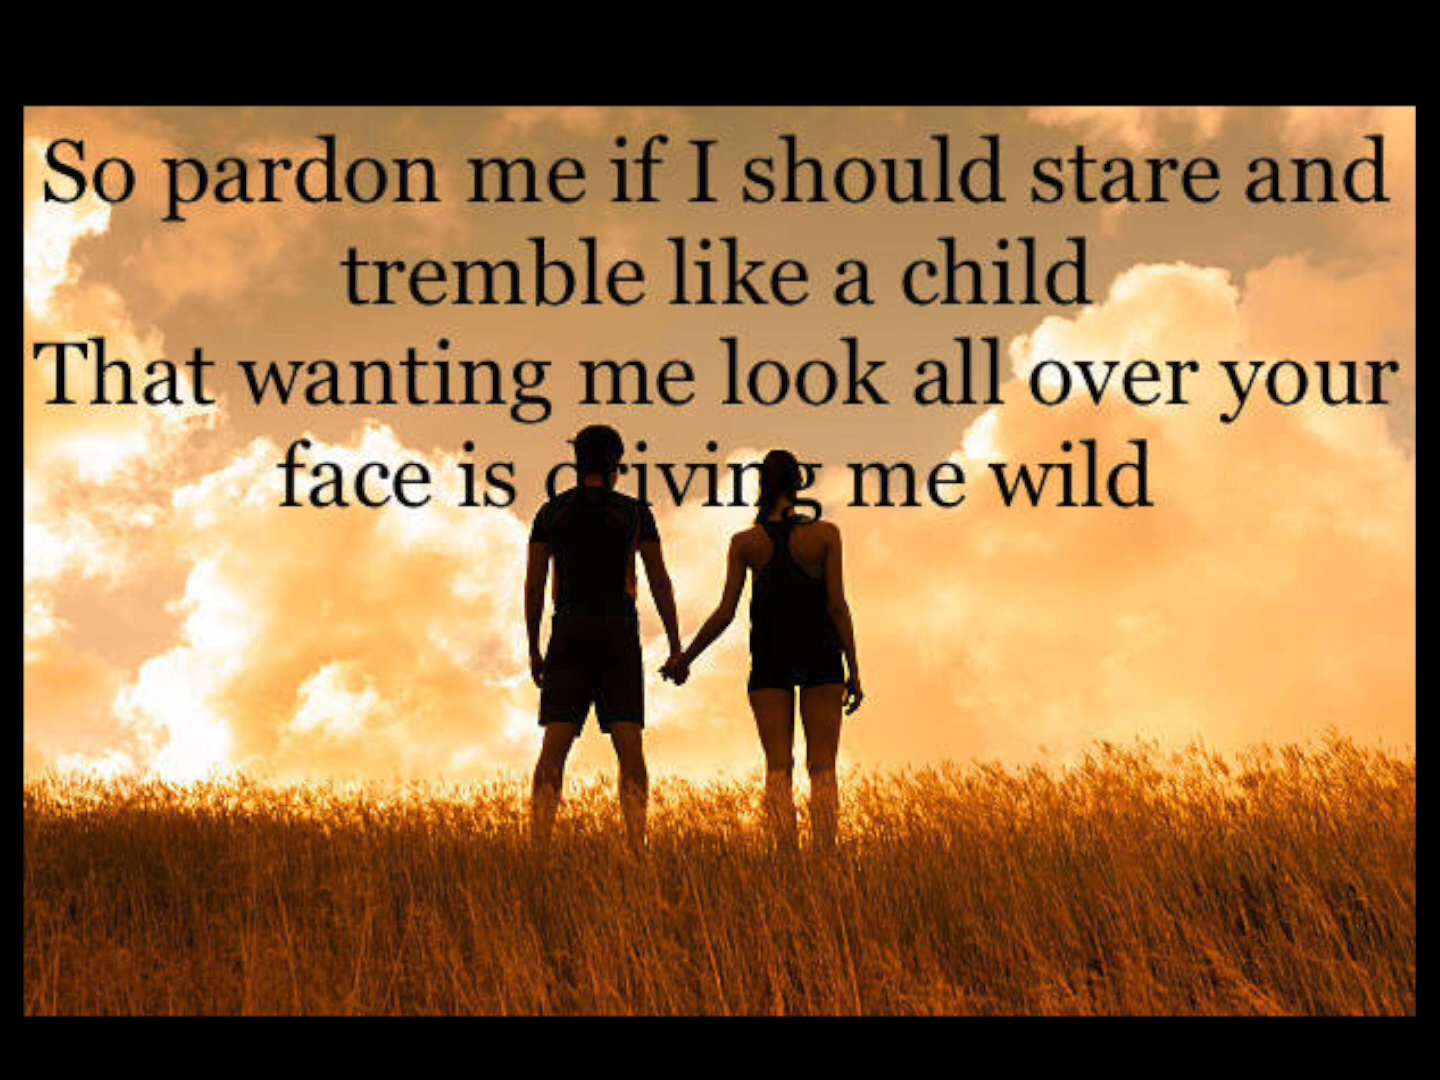 So pardon me if I should stare and
tremble like a child
That wanting me look all over your
face is driving me wild